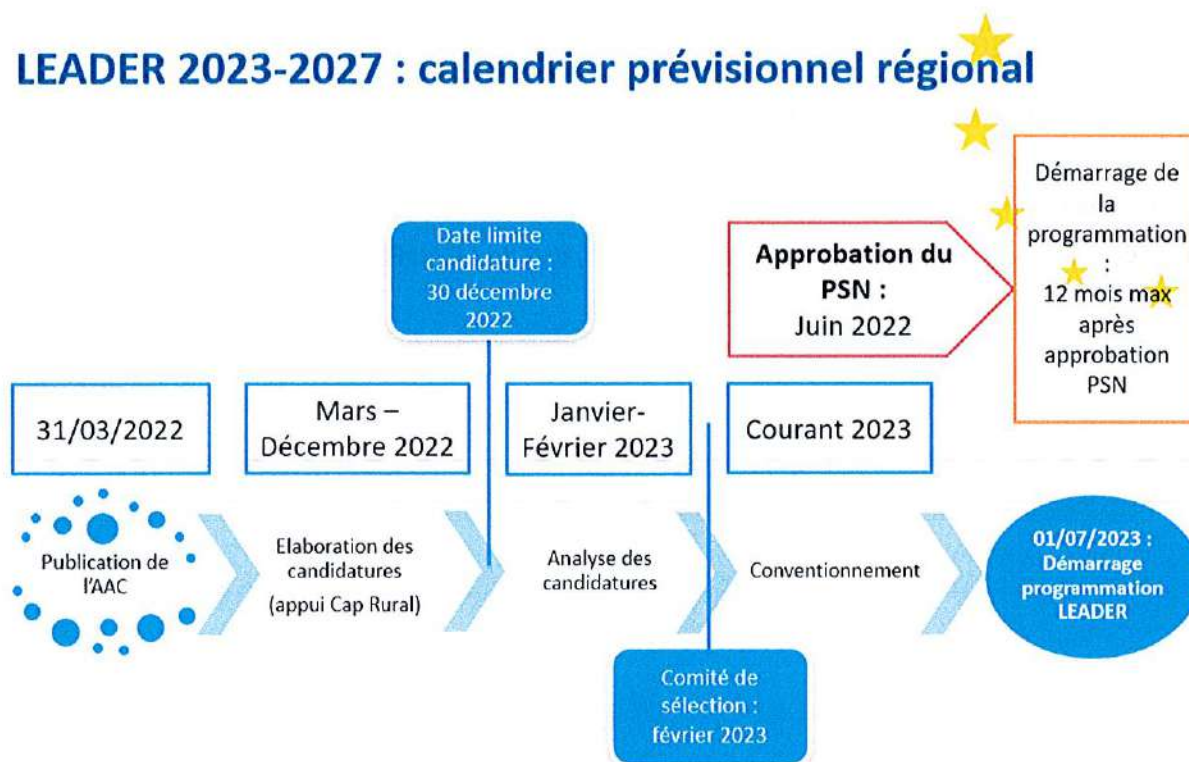 LEADER 2023-2027 : calendrier prévisionnel régional
Date limite
candidature :
30 décembre
2022
Approbation du
PSN :
Juin 2022
Démarrage de
la
programmation
:
12 mois max
après
approbation
PSN
31/03/2022
Mars –
Décembre 2022
Janvier-
Février 2023
Courant 2023
Publication de
l'AAC
Elaboration des
candidatures
(appui Cap Rural)
Analyse des
candidatures
Conventionnement
01/07/2023 :
Démarrage
programmation
LEADER
Comité de
sélection :
février 2023